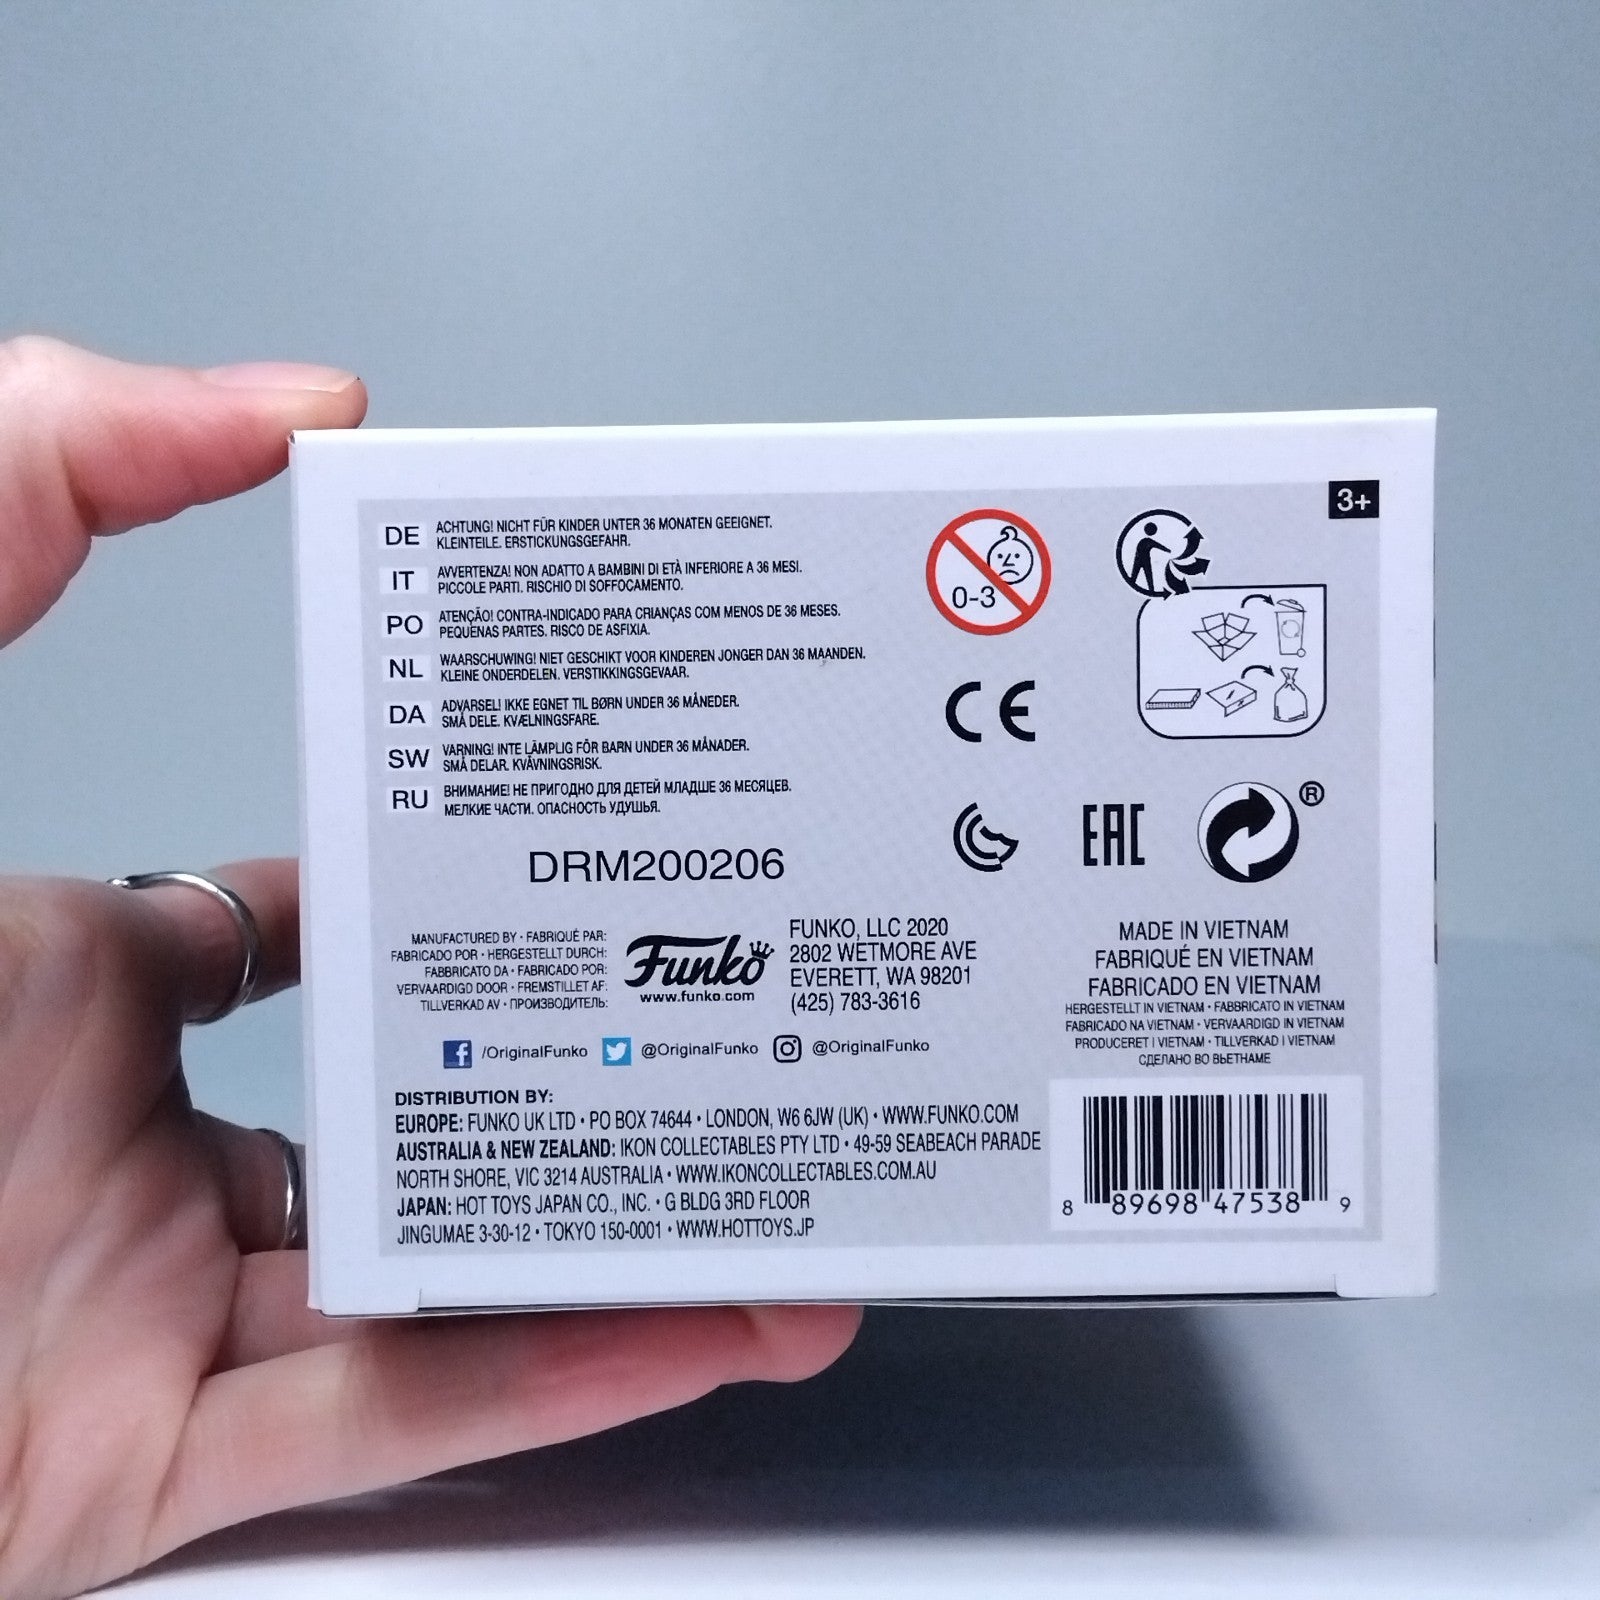 3+
DE
ACHTUNG! NICHT FÜR KINDER UNTER 36 MONATEN GEEIGNET.
KLEINTEILE. ERSTICKUNGSGEFAHR.
IT
AVVERTENZA! NON ADATTO A BAMBINI DI ETÀ INFERIORE A 36 MESI.
PICCOLE PARTI. RISCHIO DI SOFFOCAMENTO.
PO
ATENÇÃO! CONTRA-INDICADO PARA CRIANÇAS COM MENOS DE 36 MESES.
PEQUENAS PARTES. RISCO DE ASFIXIA.
NL
WAARSCHUWING! NIET GESCHIKT VOOR KINDEREN JONGER DAN 36 MAANDEN.
KLEINE ONDERDELEN. VERSTIKKINGSGEVAAR.
DA
ADVARSEL! IKKE EGNET TIL BØRN UNDER 36 MÅNEDER.
SMÅ DELE. KVÆLNINGSFARE.
SW
VARNING! INTE LÄMPLIG FÖR BARN UNDER 36 MÅNADER.
SMÅ DELAR. KVÄVNINGSRISK.
RU
ВНИМАНИЕ! НЕ ПРИГОДНО ДЛЯ ДЕТЕЙ МЛАДШЕ 36 МЕСЯЦЕВ.
МЕЛКИЕ ЧАСТИ. ОПАСНОСТЬ УДУШЬЯ.
0-3
CE
EAC
®
DRM200206
MANUFACTURED BY • FABRIQUÉ PAR:
FABRICADO POR • HERGESTELLT DURCH:
FABBRICATO DA • FABRICADO POR:
VERVAARDIGD DOOR • FREMSTILLET AF:
TILLVERKAD AV • ПРОИЗВОДИТЕЛЬ:
Funko
www.funko.com
FUNKO, LLC 2020
2802 WETMORE AVE
EVERETT, WA 98201
(425) 783-3616
MADE IN VIETNAM
FABRIQUÉ EN VIETNAM
FABRICADO EN VIETNAM
HERGESTELLT IN VIETNAM • FABBRICATO IN VIETNAM
FABRICADO NA VIETNAM • VERVAARDIGD IN VIETNAM
PRODUCERET I VIETNAM • TILLVERKAD I VIETNAM
СДЕЛАНО ВО ВЬЕТНАМЕ
/OriginalFunko @OriginalFunko @OriginalFunko
DISTRIBUTION BY:
EUROPE: FUNKO UK LTD • PO BOX 74644 • LONDON, W6 6JW (UK) • WWW.FUNKO.COM
AUSTRALIA & NEW ZEALAND: IKON COLLECTABLES PTY LTD • 49-59 SEABEACH PARADE
NORTH SHORE, VIC 3214 AUSTRALIA • WWW.IKONCOLLECTABLES.COM.AU
JAPAN: HOT TOYS JAPAN CO., INC. • G BLDG 3RD FLOOR
JINGUMAE 3-30-12 • TOKYO 150-0001 • WWW.HOTTOYS.JP
8 89698 47538 9